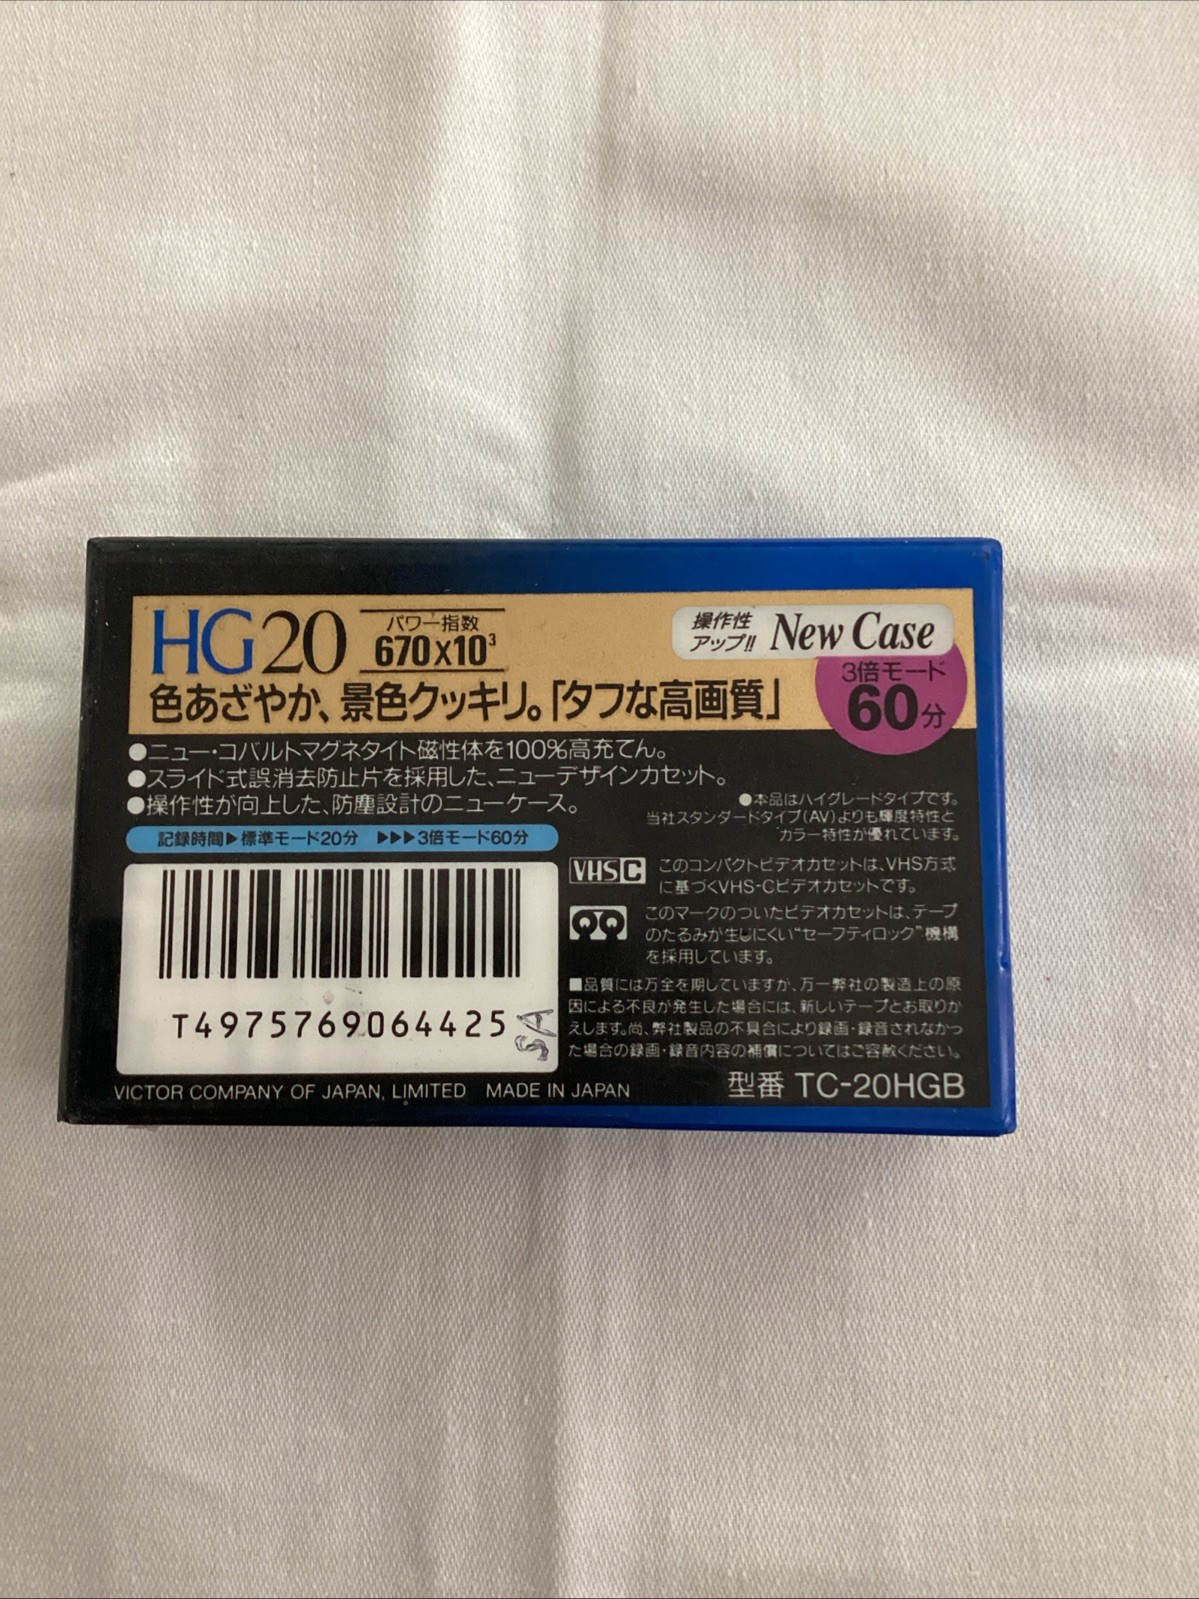 HG20
パワー指数
670x10³
操作性
アップ!! New Case
色あざやか、景色クッキリ。「タフな高画質」
3倍モード
60分
●ニュー・コバルトマグネタイト磁性体を100%高充てん。
●スライド式誤消去防止片を採用した、ニューデザインカセット。
●操作性が向上した、防塵設計のニューケース。
●本品はハイグレードタイプです。
当社スタンダードタイプ(AV)よりも輝度特性と
カラー特性が優れています。
記録時間▶標準モード20分 ▶▶▶3倍モード60分
VHS C
このコンパクトビデオカセットは、VHS方式
に基づくVHS-Cビデオカセットです。
このマークのついたビデオカセットは、テープ
のたるみが生じにくい"セーフティロック"機構
を採用しています。
■品質には万全を期していますが、万一弊社の製造上の原
因による不良が発生した場合には、新しいテープとお取りか
えします。尚、弊社製品の不具合により録画・録音されなかっ
た場合の録画・録音内容の補償についてはご容赦ください。
T4975769064425
SA
VICTOR COMPANY OF JAPAN, LIMITED MADE IN JAPAN
型番 TC-20HGB